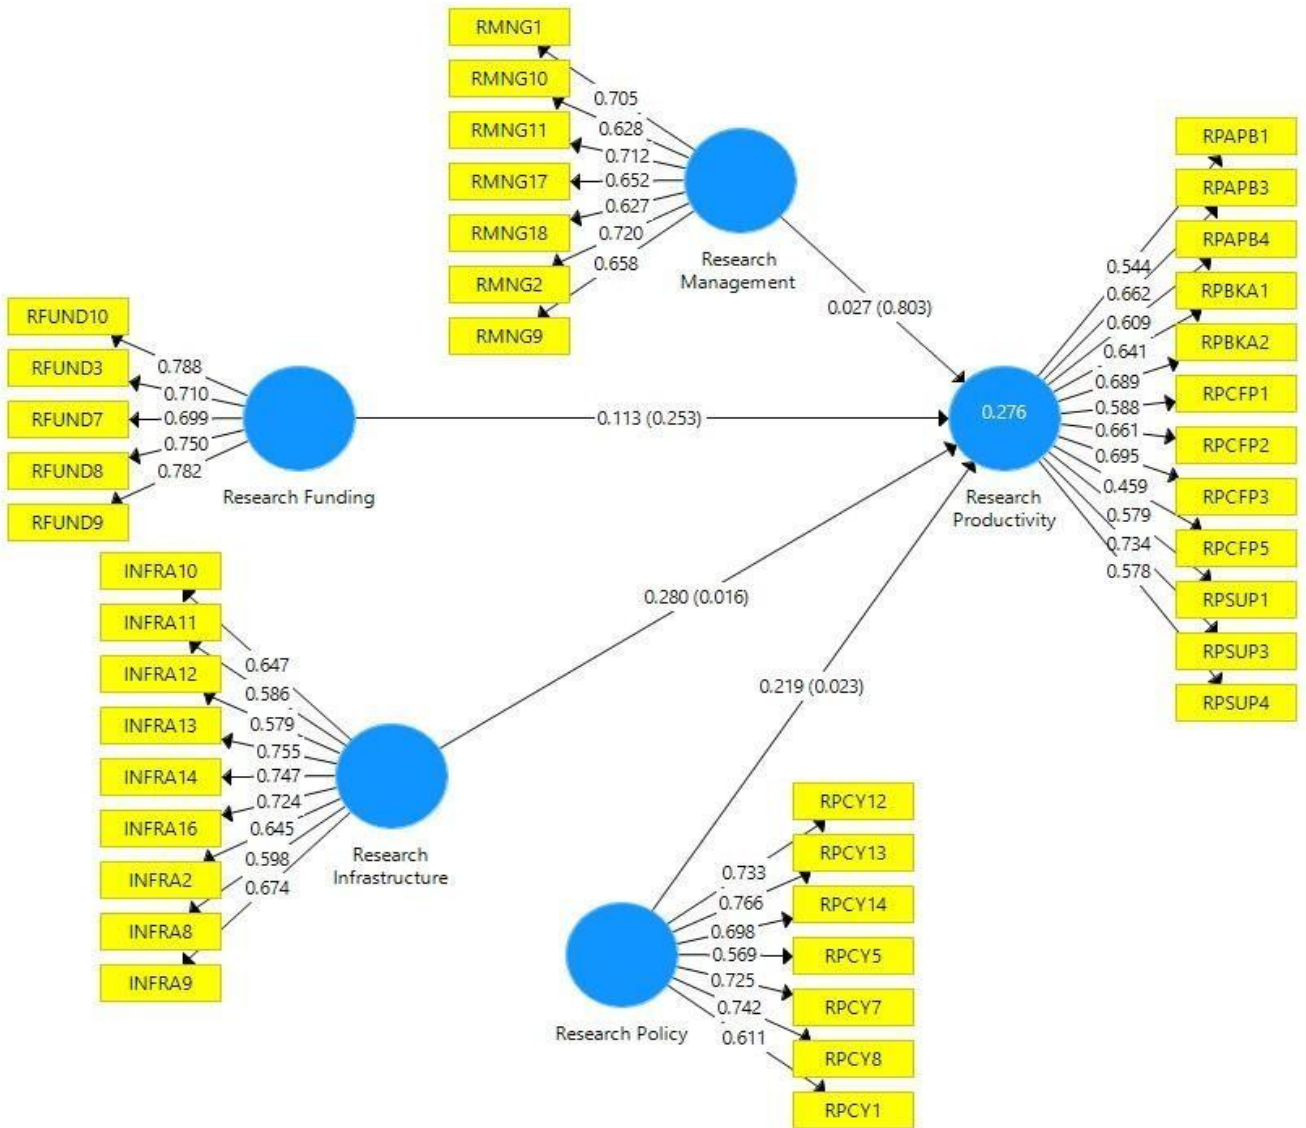 RMNG1
RMNG10
RMNG11
RMNG17
RMNG18
RMNG2
RMNG9
0.705
0.628
0.712
0.652
0.627
0.720
0.658
Research
Management
0.027 (0.803)
RFUND10
RFUND3
RFUND7
RFUND8
RFUND9
0.788
0.710
0.699
0.750
0.782
Research Funding
0.113 (0.253)
0.276
Research
Productivity
RPAPB1
RPAPB3
RPAPB4
RPBKA1
RPBKA2
RPCFP1
RPCFP2
RPCFP3
RPCFP5
RPSUP1
RPSUP3
RPSUP4
0.544
0.662
0.609
0.641
0.689
0.588
0.661
0.695
0.459
0.579
0.734
0.578
INFRA10
INFRA11
INFRA12
INFRA13
INFRA14
INFRA16
INFRA2
INFRA8
INFRA9
0.647
0.586
0.579
0.755
0.747
0.724
0.645
0.598
0.674
Research
Infrastructure
0.280 (0.016)
0.219 (0.023)
Research Policy
0.733
0.766
0.698
0.569
0.725
0.742
0.611
RPCY12
RPCY13
RPCY14
RPCY5
RPCY7
RPCY8
RPCY1